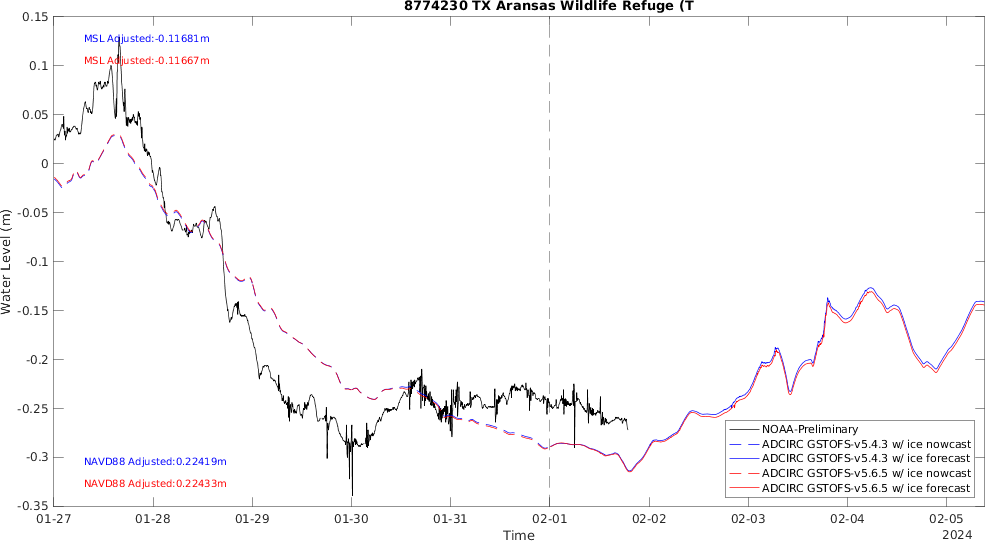 8774230 TX Aransas Wildlife Refuge (T
0.15
MSL Adjusted:-0.11681m
MSL Adjusted:-0.11667m
0.1
0.05
0
-0.05
-0.1
-0.15
-0.2
-0.25
-0.3
-0.35
Water Level (m)
NAVD88 Adjusted:0.22419m
NAVD88 Adjusted:0.22433m
NOAA-Preliminary
ADCIRC GSTOFS-v5.4.3 w/ ice nowcast
ADCIRC GSTOFS-v5.4.3 w/ ice forecast
ADCIRC GSTOFS-v5.6.5 w/ ice nowcast
ADCIRC GSTOFS-v5.6.5 w/ ice forecast
01-27 01-28 01-29 01-30 01-31 02-01 02-02 02-03 02-04 02-05
Time
2024